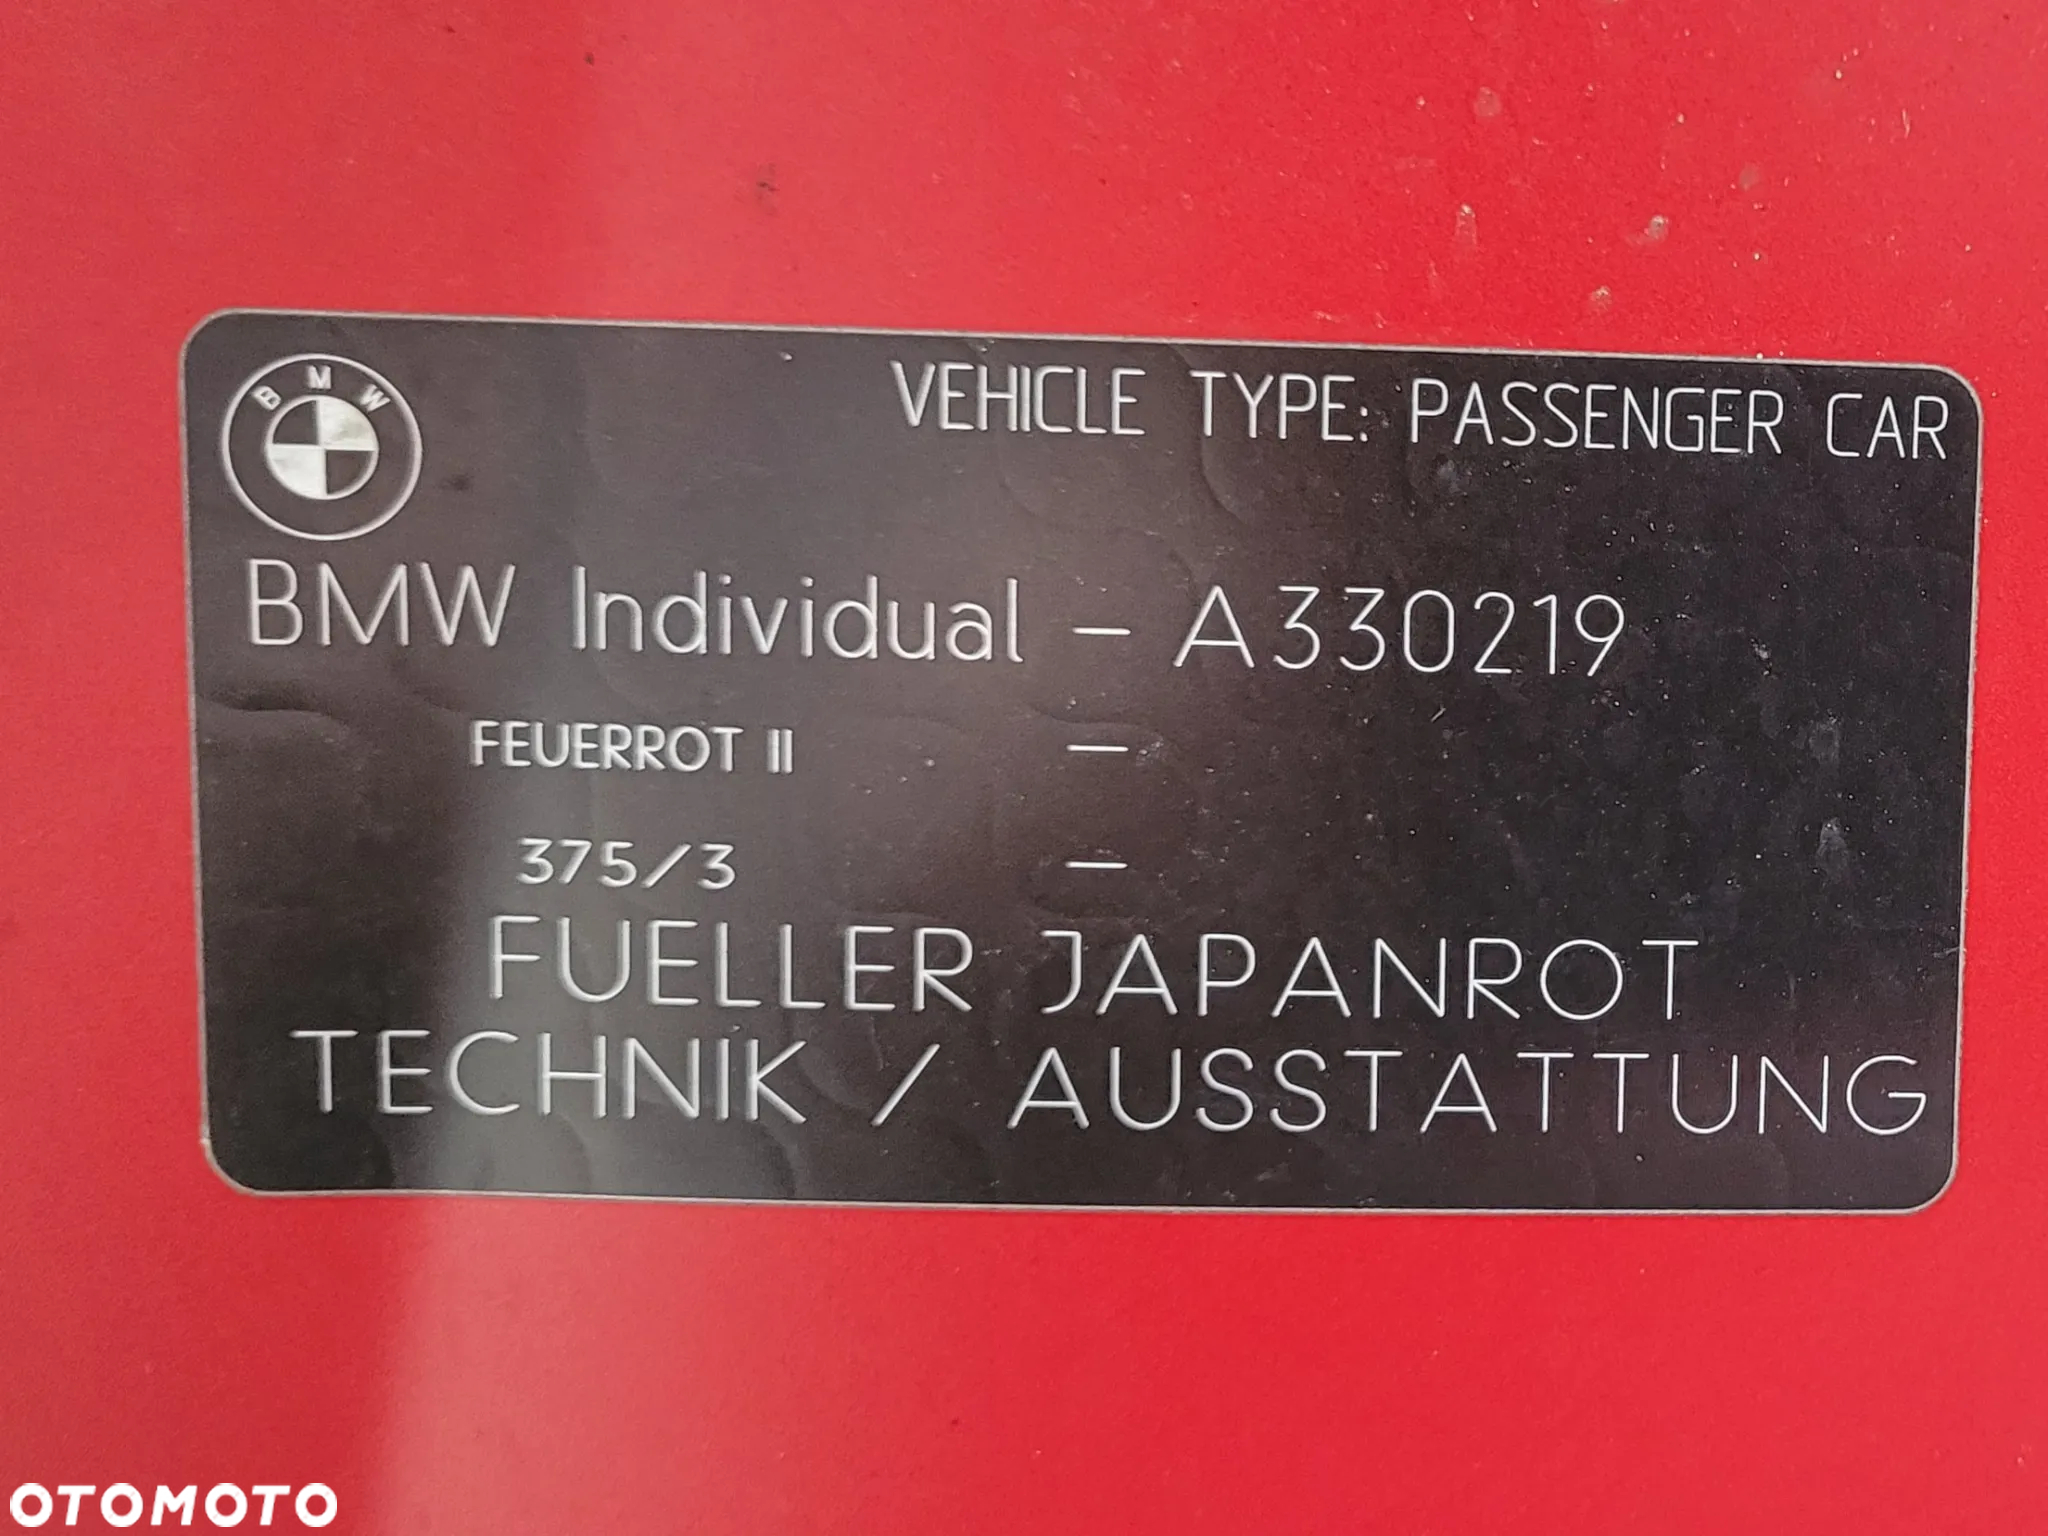 VEHICLE TYPE: PASSENGER CAR
BMW
BMW Individual - A330219
FEUERROT II -
375/3 -
FUELLER JAPANROT
TECHNIK / AUSSTATTUNG
OTOMOTO